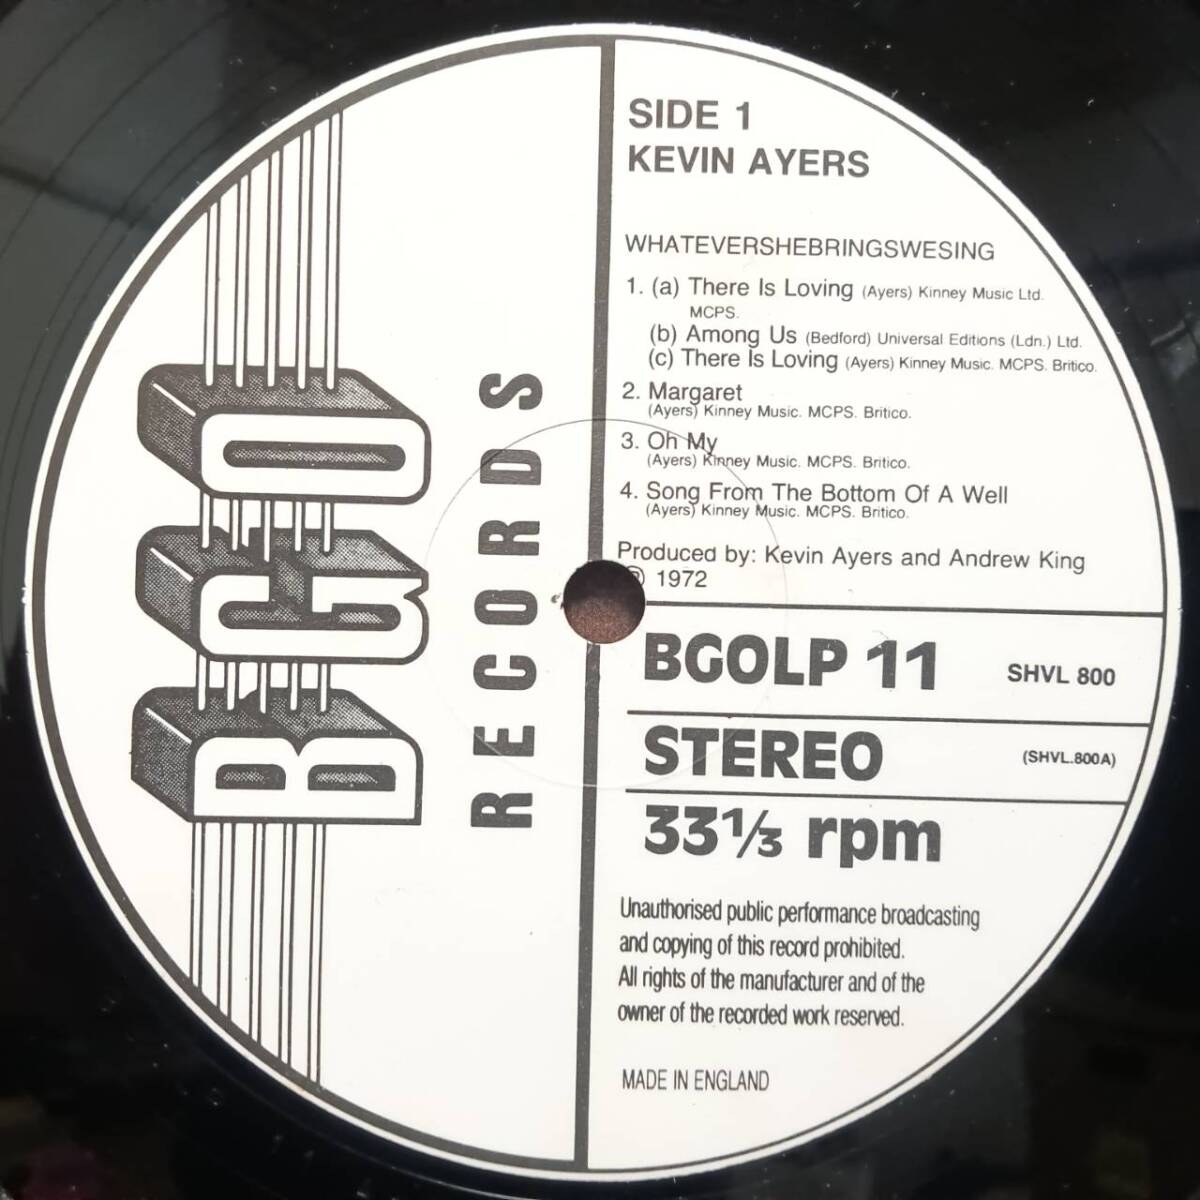 BGO
RECORDS
SIDE 1
KEVIN AYERS
WHATEVERSHEBRINGSWESING
1. (a) There Is Loving (Ayers) Kinney Music Ltd.
MCPS.
(b) Among Us (Bedford) Universal Editions (Ldn.) Ltd.
(c) There Is Loving (Ayers) Kinney Music. MCPS. Britico.
2. Margaret
(Ayers) Kinney Music. MCPS. Britico.
3. Oh My
(Ayers) Kinney Music. MCPS. Britico.
4. Song From The Bottom Of A Well
(Ayers) Kinney Music. MCPS. Britico.
Produced by: Kevin Ayers and Andrew King
1972
BGOLP 11 SHVL 800
STEREO (SHVL.800A)
33⅓ rpm
Unauthorised public performance broadcasting
and copying of this record prohibited.
All rights of the manufacturer and of the
owner of the recorded work reserved.
MADE IN ENGLAND